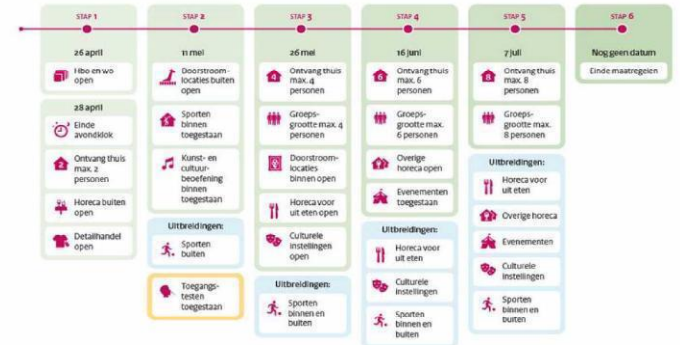 STAP 1
26 april
Hbo en wo
open
28 april
Einde
avondklok
2
Ontvang thuis
max. 2
personen
Horeca buiten
open
Detailhandel
open
STAP 2
11 mei
Doorstroom-
locaties buiten
open
Sporten
binnen
toegestaan
Kunst- en
cultuur-
beoefening
binnen
toegestaan
Uitbreidingen:
Sporten
buiten
Toegangs-
testen
toegestaan
STAP 3
26 mei
4
Ontvang thuis
max. 4
personen
Groeps-
grootte max. 4
personen
Doorstroom-
locaties
binnen open
Horeca voor
uit eten open
Culturele
instellingen
open
Uitbreidingen:
Sporten
binnen en
buiten
STAP 4
16 juni
6
Ontvang thuis
max. 6
personen
Groeps-
grootte max.
6 personen
Overige
horeca open
Evenementen
toegestaan
Uitbreidingen:
Horeca voor
uit eten
Culturele
instellingen
Sporten
binnen en
buiten
STAP 5
7 juli
8
Ontvang thuis
max. 8
personen
Groeps-
grootte max.
8 personen
Uitbreidingen:
Horeca voor
uit eten
Overige horeca
Evenementen
Culturele
instellingen
Sporten
binnen en
buiten
STAP 6
Nog geen datum
Einde maatregelen